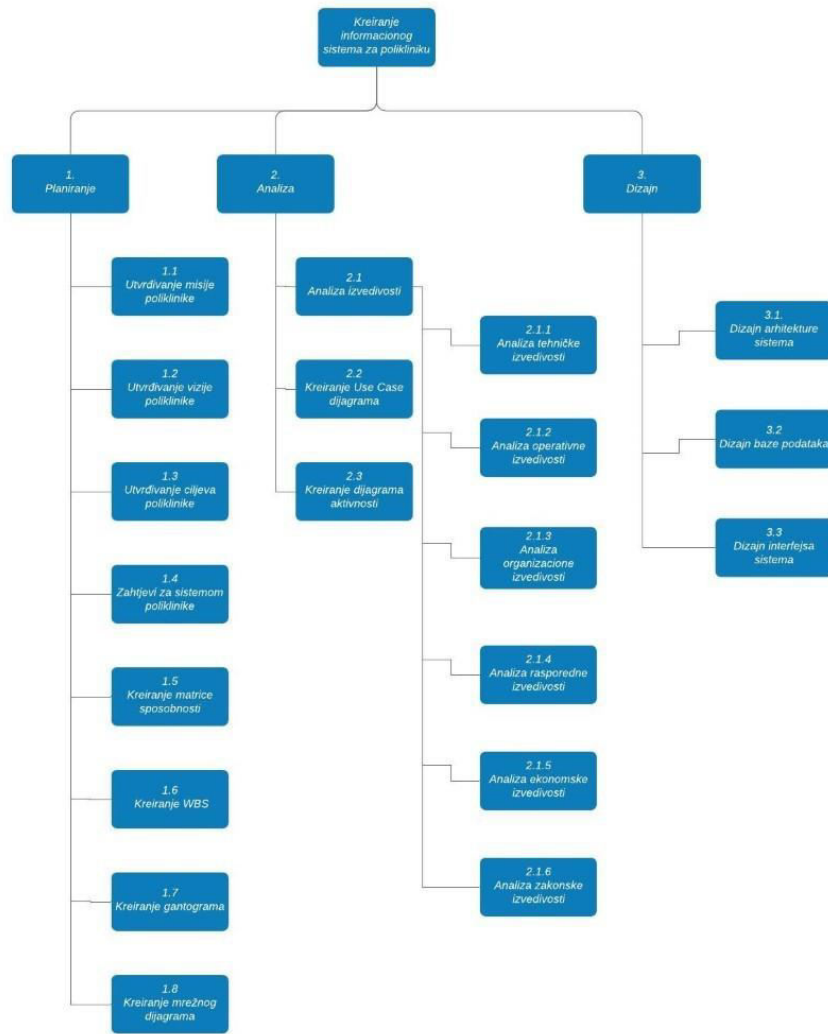 Kreiranje
informacionog
sistema za polikliniku
1.
Planiranje
2.
Analiza
3.
Dizajn
1.1
Utvrđivanje misije
poliklinike
1.2
Utvrđivanje vizije
poliklinike
1.3
Utvrđivanje ciljeva
poliklinike
1.4
Zahtjevi za sistemom
poliklinike
1.5
Kreiranje matrice
sposobnosti
1.6
Kreiranje WBS
1.7
Kreiranje gantograma
1.8
Kreiranje mrežnog
dijagrama
2.1
Analiza izvedivosti
2.2
Kreiranje Use Case
dijagrama
2.3
Kreiranje dijagrama
aktivnosti
2.1.1
Analiza tehničke
izvedivosti
2.1.2
Analiza operativne
izvedivosti
2.1.3
Analiza
organizacione
izvedivosti
2.1.4
Analiza rasporedne
izvedivosti
2.1.5
Analiza ekonomske
izvedivosti
2.1.6
Analiza zakonske
izvedivosti
3.1.
Dizajn arhitekture
sistema
3.2
Dizajn baze podataka
3.3
Dizajn interfejsa
sistema